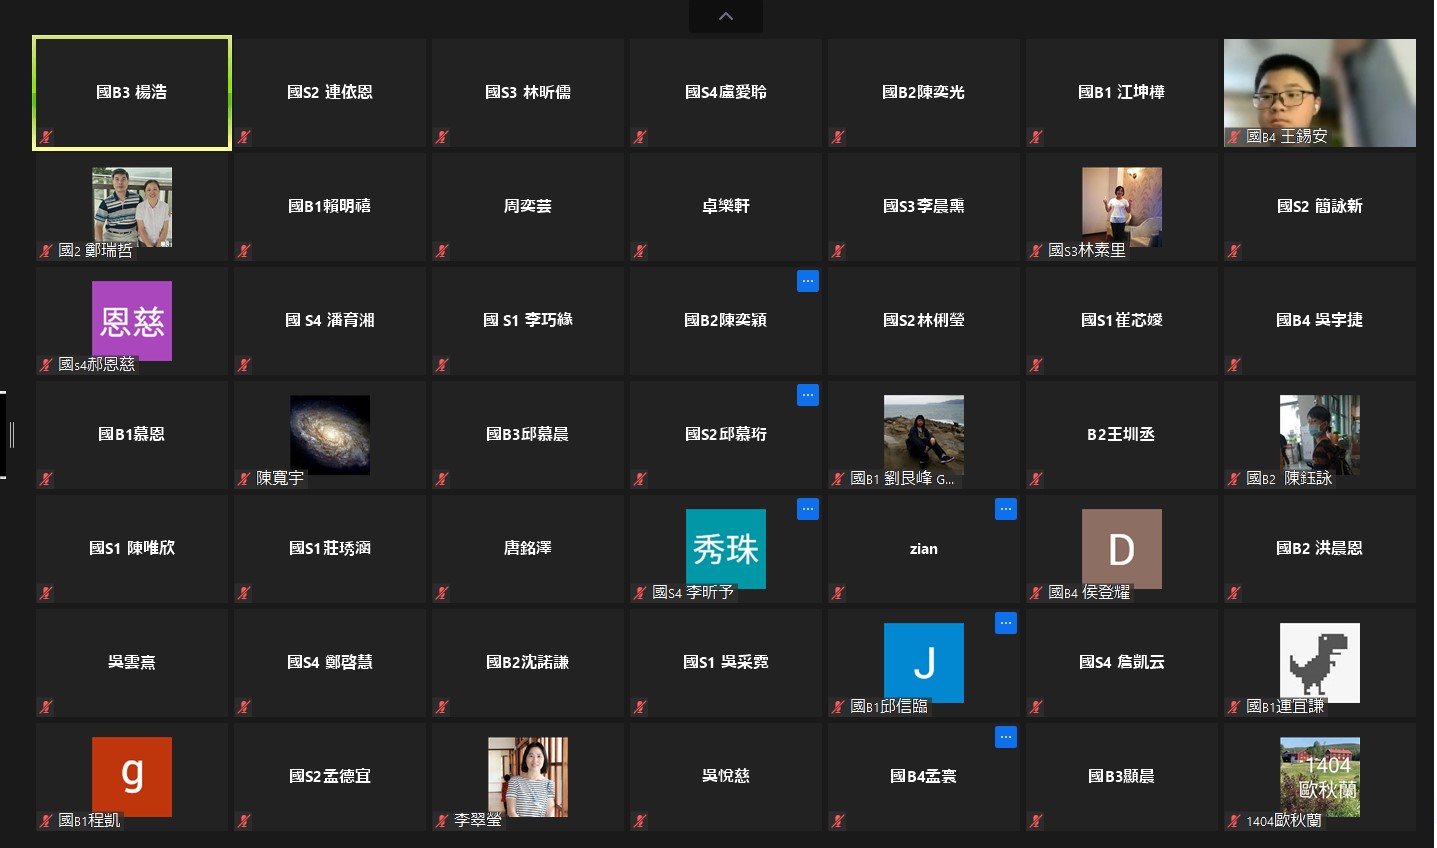 國B3 楊浩
國S2 連依恩
國S3 林昕儒
國S4盧愛聆
國B2陳奕光
國B1 江坤樺
國B4 王錫安
國2 鄭瑞哲
國B1賴明禧
周奕芸
卓樂軒
國S3李晨熏
國S3林素里
國S2 簡詠新
恩慈
國S4郝恩慈
國 S4 潘育湘
國 S1 李巧緣
國B2陳奕穎
國S2林俐瑩
國S1崔芯嬡
國B4 吳宇捷
國B1慕恩
陳寬宇
國B3邱慕晨
國S2邱慕珩
國B1 劉艮峰 G...
B2王圳丞
國B2 陳鈺詠
國S1 陳唯欣
國S1莊琇涵
唐銘澤
秀珠
國S4 李昕予
zian
D
國B4 侯登耀
國B2 洪晨恩
吳雲熹
國S4 鄭啓慧
國B2沈諾謙
國S1 吳采霓
J
國B1邱信臨
國S4 詹凱云
國B1連宜謙
g
國B1程凱
國S2孟德宜
李翠瑩
吳悅慈
國B4孟寰
國B3顯晨
1404
歐秋蘭
1404歐秋蘭